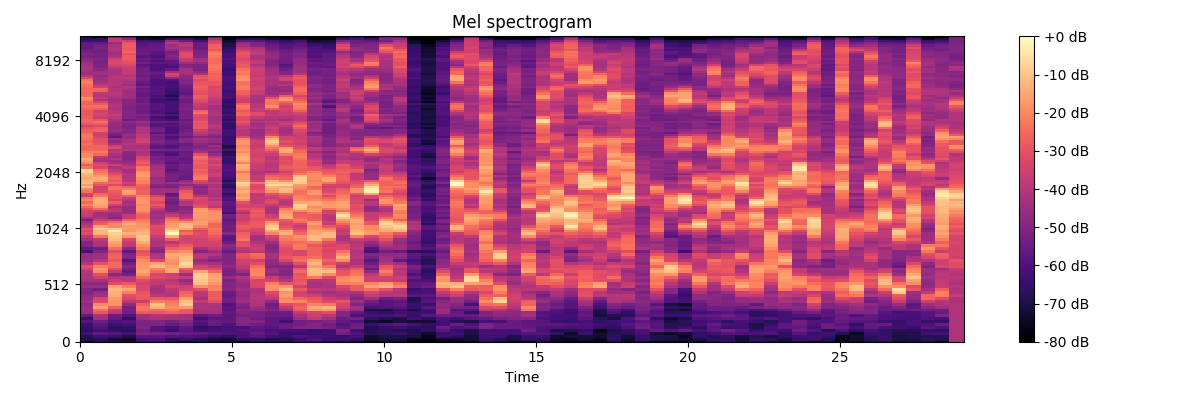 Mel spectrogram
8192
4096
2048
1024
512
0
Hz
0 5 10 15 20 25
Time
+0 dB
-10 dB
-20 dB
-30 dB
-40 dB
-50 dB
-60 dB
-70 dB
-80 dB